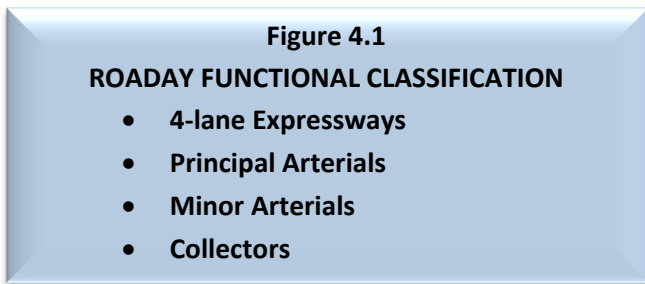 Figure 4.1
ROADAY FUNCTIONAL CLASSIFICATION
• 4-lane Expressways
• Principal Arterials
• Minor Arterials
• Collectors